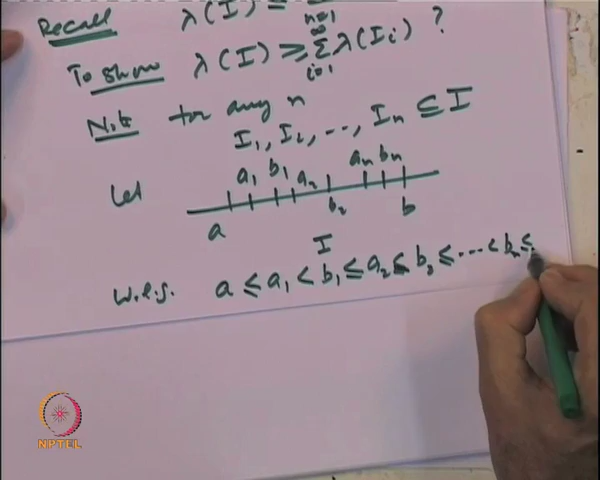 Recall λ(I) = n=1
To show λ(I) ≥ ∞ ∑ i=1 λ(I_i) ?
Note for any n
I_1, I_2, ..., I_n ⊆ I
Let a a_1 b_1 a_2 b_2 a_n b_n b
I
W.l.g. a ≤ a_1 < b_1 ≤ a_2 ≤ b_2 ≤ ... < b_n ≤
NPTEL